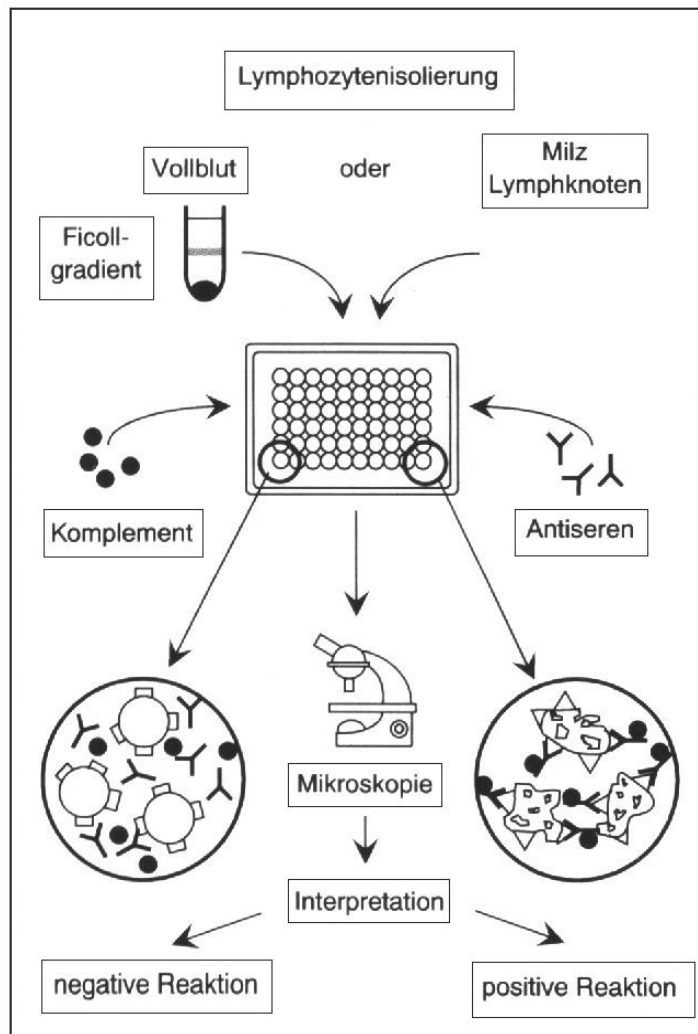 Lymphozytenisolierung
Vollblut
oder
Milz
Lymphknoten
Ficoll-
gradient
Komplement
Antiseren
Mikroskopie
Interpretation
negative Reaktion
positive Reaktion